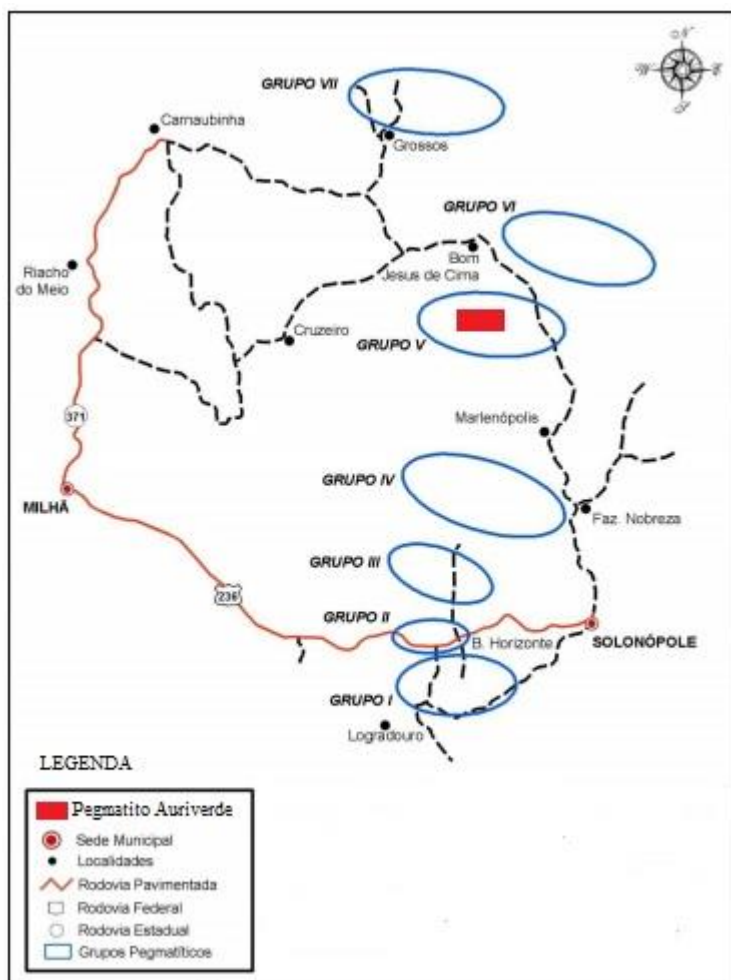 N
W
E
S
GRUPO VII
Carnaubinha
Grossos
GRUPO VI
Riacho
do Meio
Bom
Jesus de Cima
Cruzeiro
GRUPO V
371
Marlenópolis
MILHÃ
GRUPO IV
Faz. Nobreza
GRUPO III
236
GRUPO II
B. Horizonte
SOLONÓPOLE
GRUPO I
Logradouro
LEGENDA
Pegmatito Auriverde
Sede Municipal
Localidades
Rodovia Pavimentada
Rodovia Federal
Rodovia Estadual
Grupos Pegmatíticos